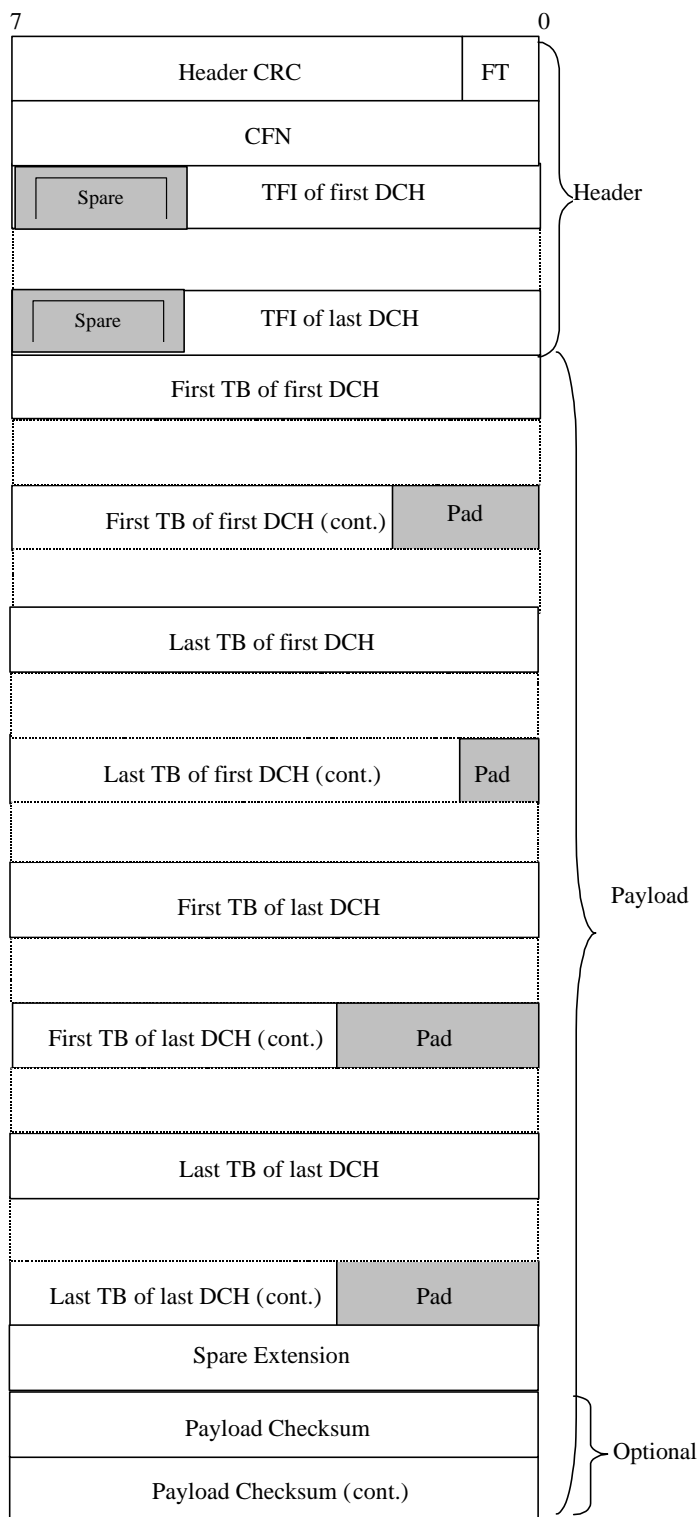 7 0
Header CRC FT
CFN
Spare TFI of first DCH
Header
Spare TFI of last DCH
First TB of first DCH
First TB of first DCH (cont.) Pad
Last TB of first DCH
Last TB of first DCH (cont.) Pad
First TB of last DCH
Payload
First TB of last DCH (cont.) Pad
Last TB of last DCH
Last TB of last DCH (cont.) Pad
Spare Extension
Payload Checksum
Optional
Payload Checksum (cont.)